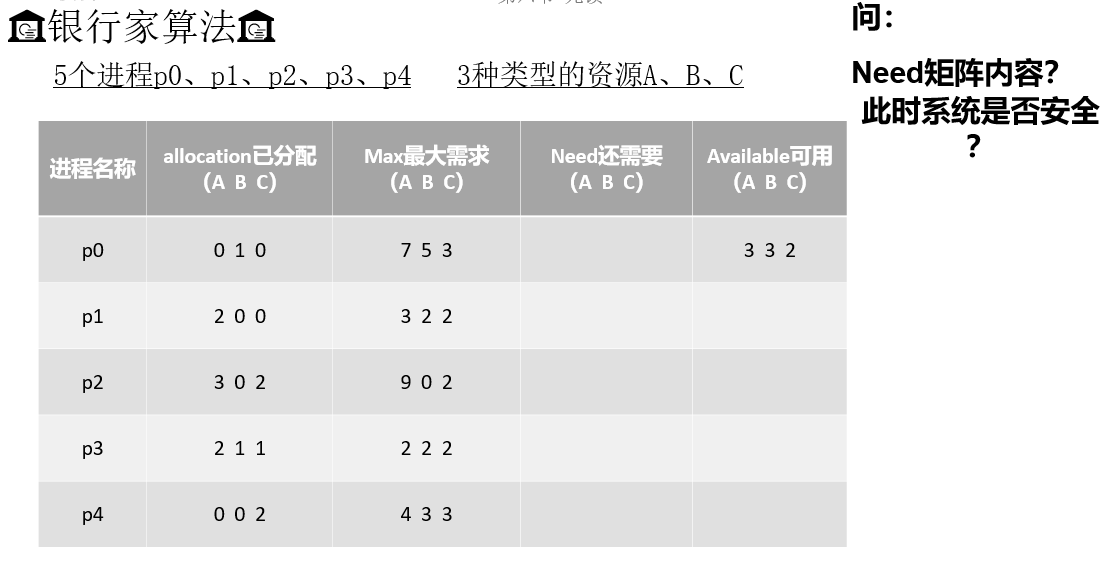 银行家算法
5个进程p0、p1、p2、p3、p4 3种类型的资源A、B、C
问：
Need矩阵内容？
此时系统是否安全
？
进程名称 allocation已分配 Max最大需求 Need还需要 Available可用
(A B C) (A B C) (A B C) (A B C)
p0 0 1 0 7 5 3 3 3 2
p1 2 0 0 3 2 2
p2 3 0 2 9 0 2
p3 2 1 1 2 2 2
p4 0 0 2 4 3 3